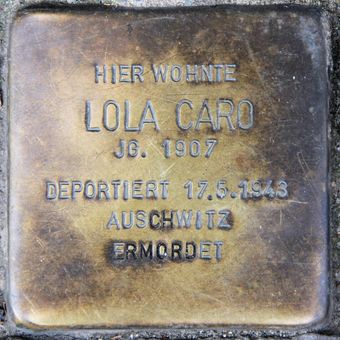 HIER WOHNTE
LOLA CARO
JG. 1907
DEPORTIERT 17.5.1943
AUSCHWITZ
ERMORDET